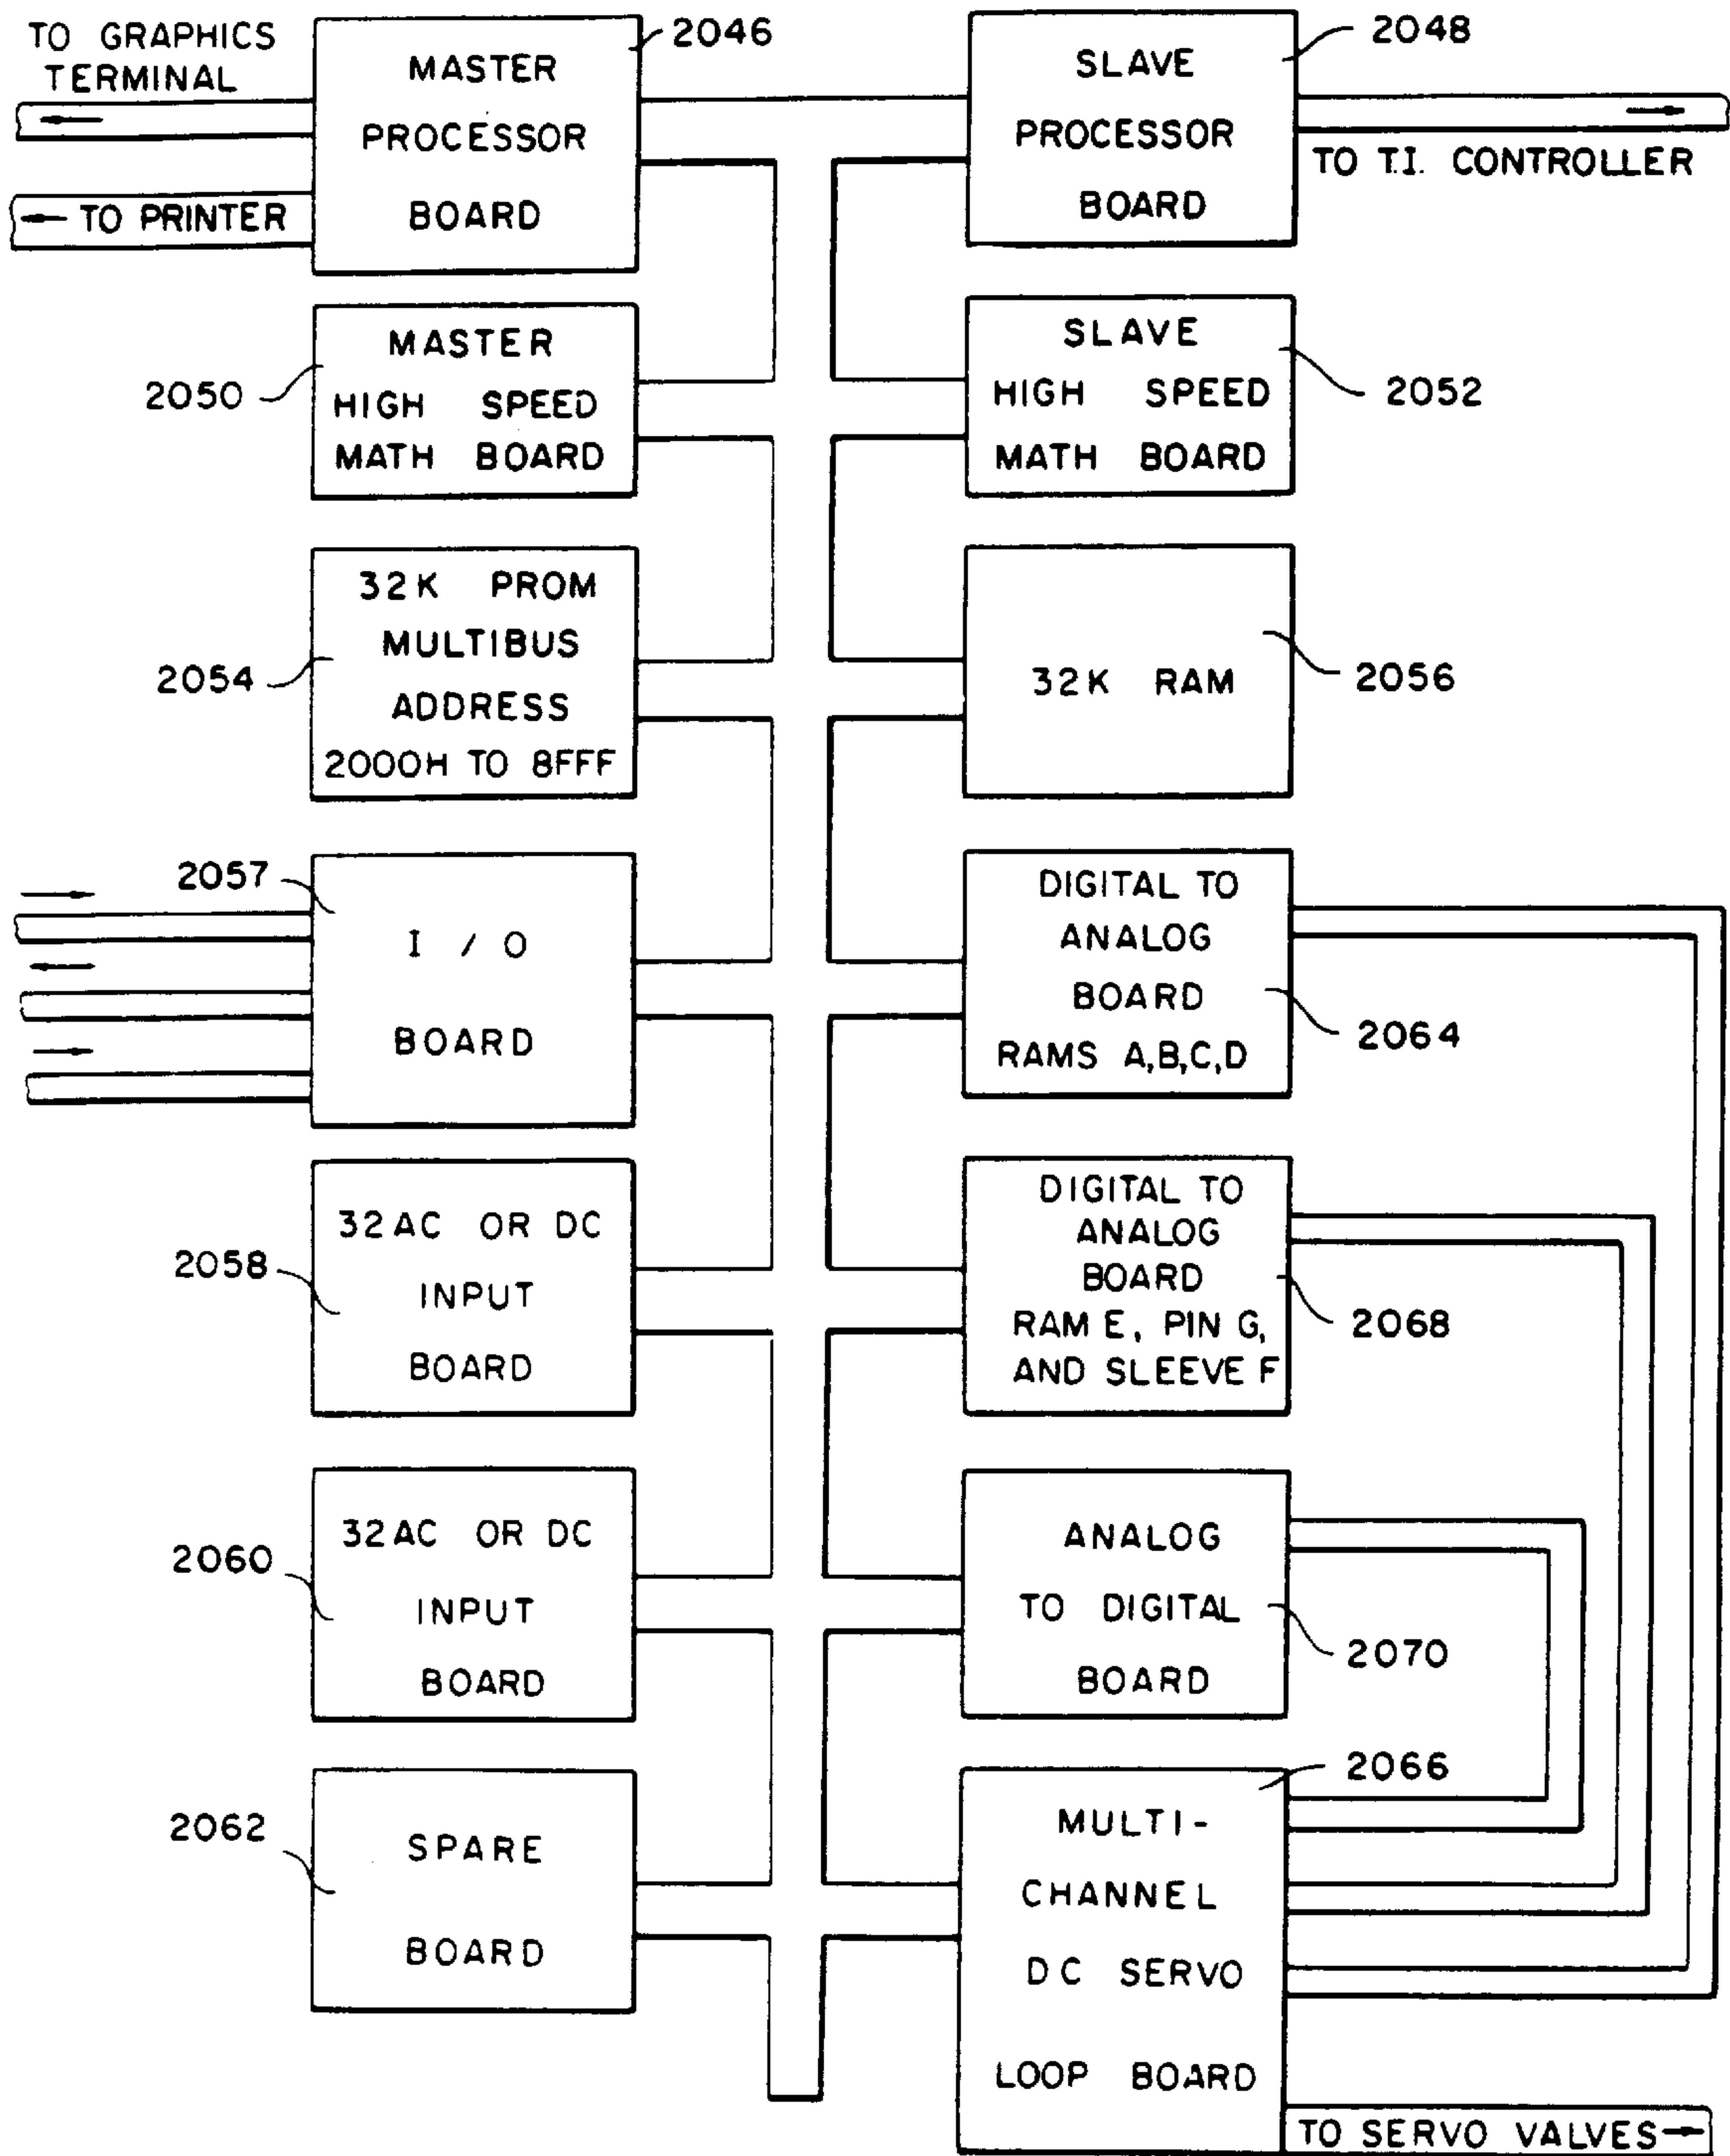 TO GRAPHICS
TERMINAL
TO PRINTER
MASTER
PROCESSOR
BOARD
2046
SLAVE
PROCESSOR
BOARD
2048
TO T.I. CONTROLLER
2050
MASTER
HIGH SPEED
MATH BOARD
SLAVE
HIGH SPEED
MATH BOARD
2052
2054
32K PROM
MULTIBUS
ADDRESS
2000H TO 8FFF
32K RAM
2056
2057
I / O
BOARD
DIGITAL TO
ANALOG
BOARD
RAMS A,B,C,D
2064
2058
32AC OR DC
INPUT
BOARD
DIGITAL TO
ANALOG
BOARD
RAM E, PIN G,
AND SLEEVE F
2068
2060
32AC OR DC
INPUT
BOARD
ANALOG
TO DIGITAL
BOARD
2070
2062
SPARE
BOARD
2066
MULTI-
CHANNEL
DC SERVO
LOOP BOARD
TO SERVO VALVES